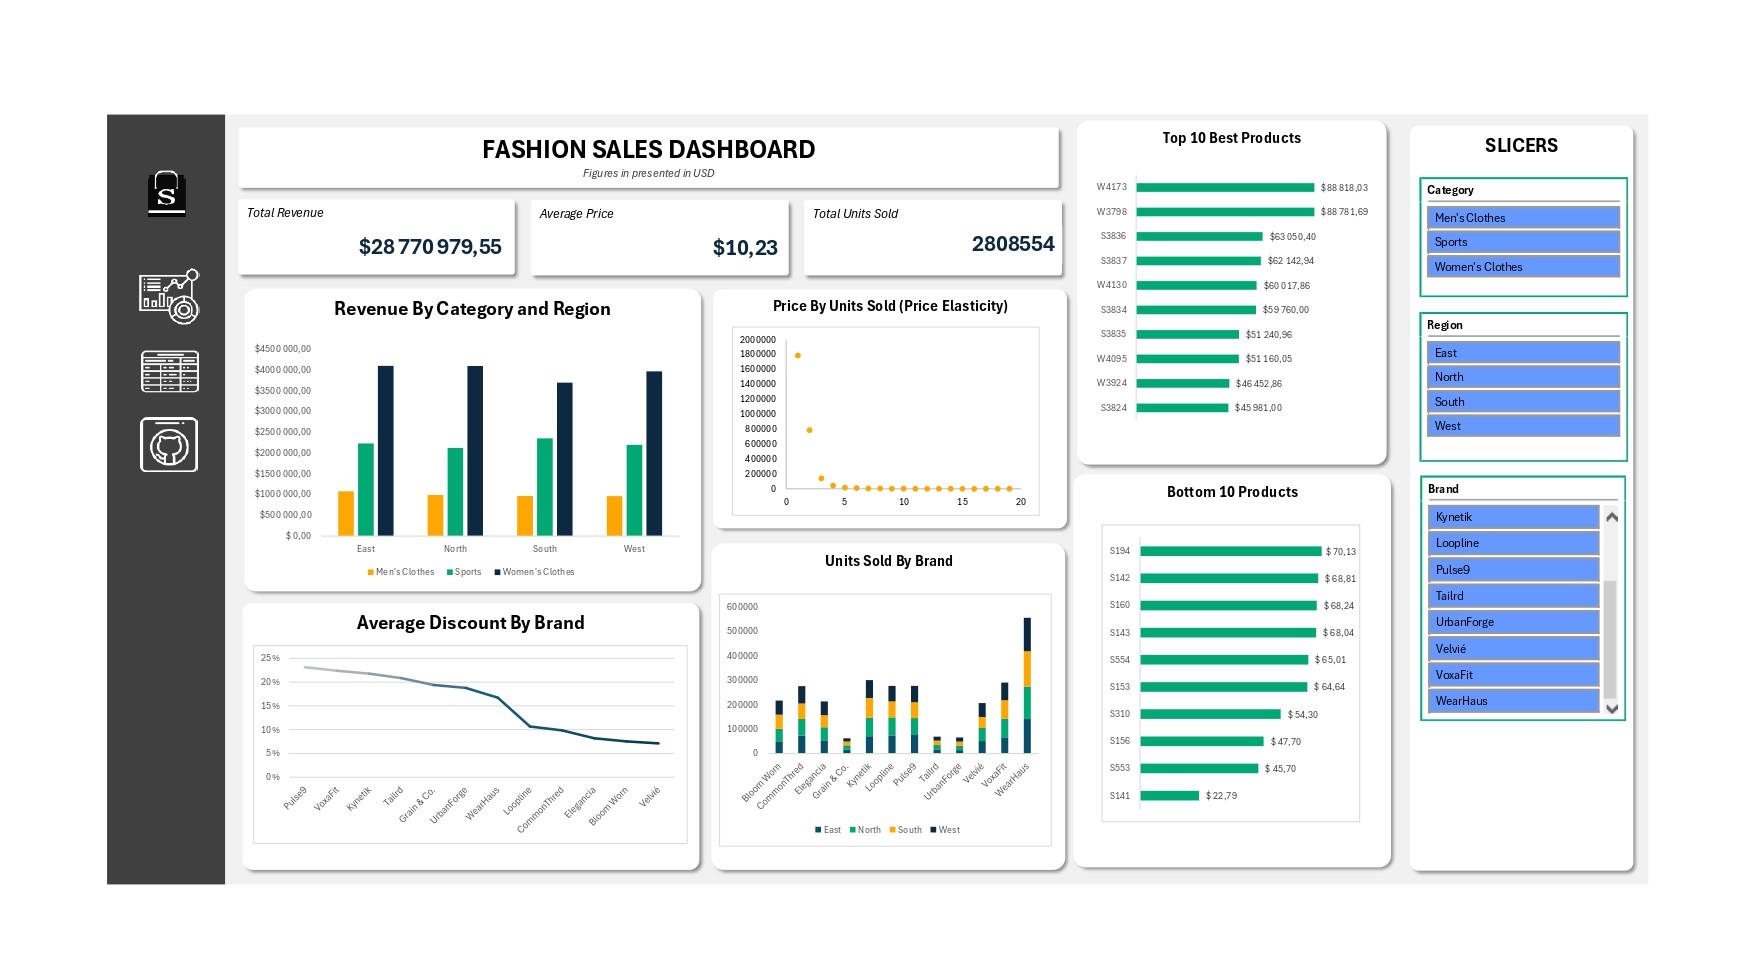 S
FASHION SALES DASHBOARD
Figures in presented in USD
Total Revenue
$28 770 979,55
Average Price
$10,23
Total Units Sold
2808554
Revenue By Category and Region
$4500 000,00
$4000 000,00
$3500 000,00
$3000 000,00
$2500 000,00
$2000 000,00
$1500 000,00
$1000 000,00
$500 000,00
$ 0,00
East North South West
Men's Clothes Sports Women's Clothes
Price By Units Sold (Price Elasticity)
2000000
1800000
1600000
1400000
1200000
1000000
800000
600000
400000
200000
0
0 5 10 15 20
Average Discount By Brand
25%
20%
15%
10%
5%
0%
Pulse9 VoxaFit Kynetik Tailrd Grain & Co. UrbanForge WearHaus Loopline CommonThred Elegancia Bloom Worn Velvié
Units Sold By Brand
600000
500000
400000
300000
200000
100000
0
Bloom Worn CommonThred Elegancia Grain & Co. Kynetik Loopline Pulse9 Tailrd UrbanForge Velvié VoxaFit WearHaus
East North South West
Top 10 Best Products
W4173 $88 818,03
W3798 $88 781,69
S3836 $63 050,40
S3837 $62 142,94
W4130 $60 017,86
S3834 $59 760,00
S3835 $51 240,96
W4095 $51 160,05
W3924 $46 452,86
S3824 $45 981,00
Bottom 10 Products
S194 $ 70,13
S142 $ 68,81
S160 $ 68,24
S143 $ 68,04
S554 $ 65,01
S153 $ 64,64
S310 $ 54,30
S156 $ 47,70
S553 $ 45,70
S141 $ 22,79
SLICERS
Category
Men's Clothes
Sports
Women's Clothes
Region
East
North
South
West
Brand
Kynetik
Loopline
Pulse9
Tailrd
UrbanForge
Velvié
VoxaFit
WearHaus